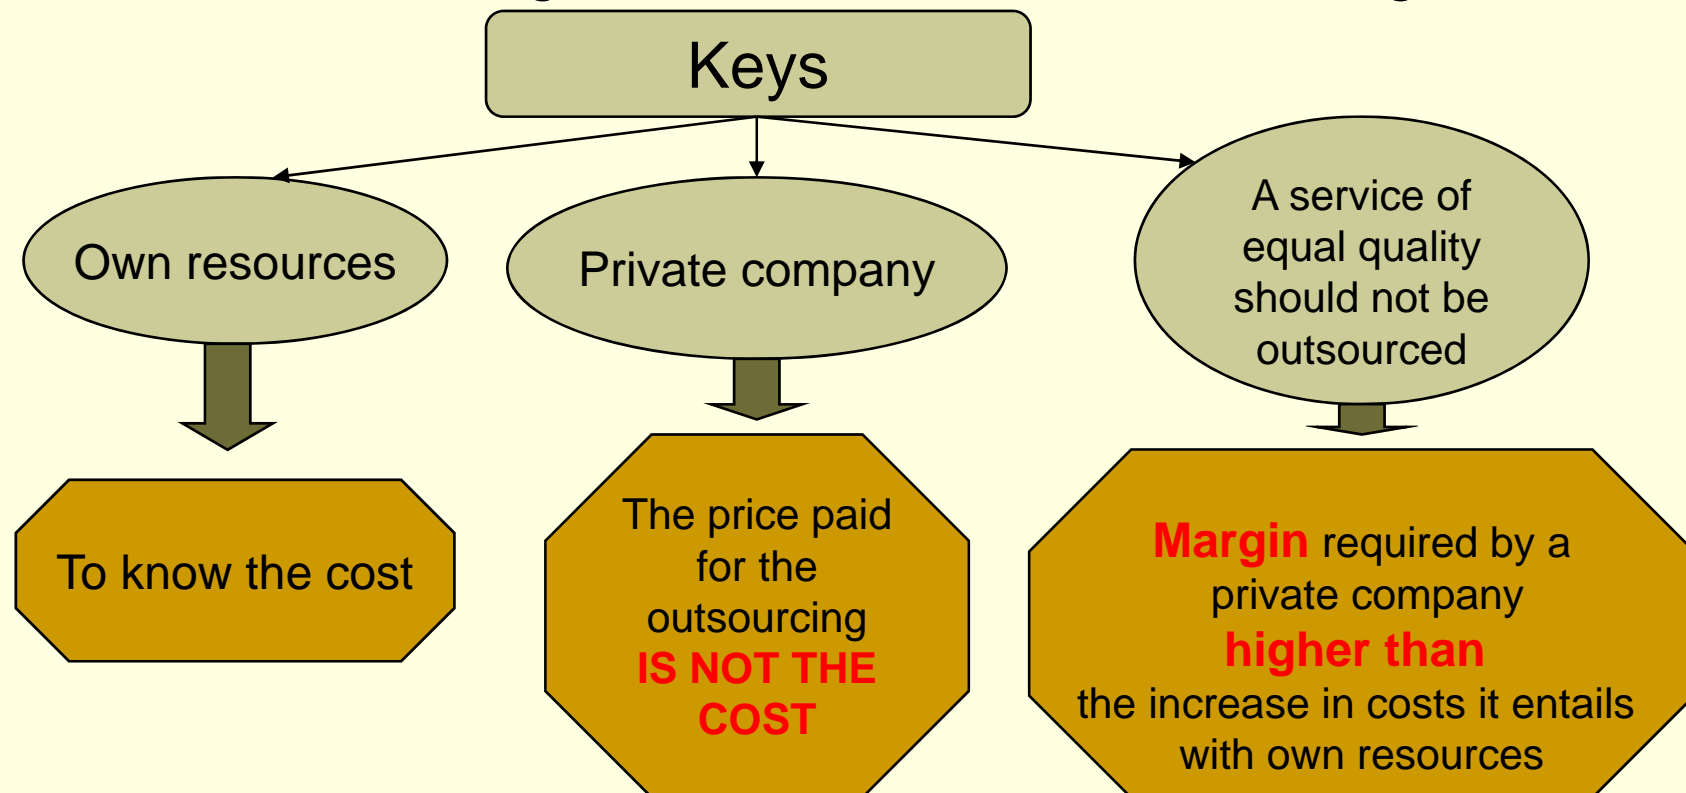 Keys
Own resources
Private company
A service of
equal quality
should not be
outsourced
To know the cost
The price paid
for the
outsourcing
IS NOT THE
COST
Margin required by a
private company
higher than
the increase in costs it entails
with own resources